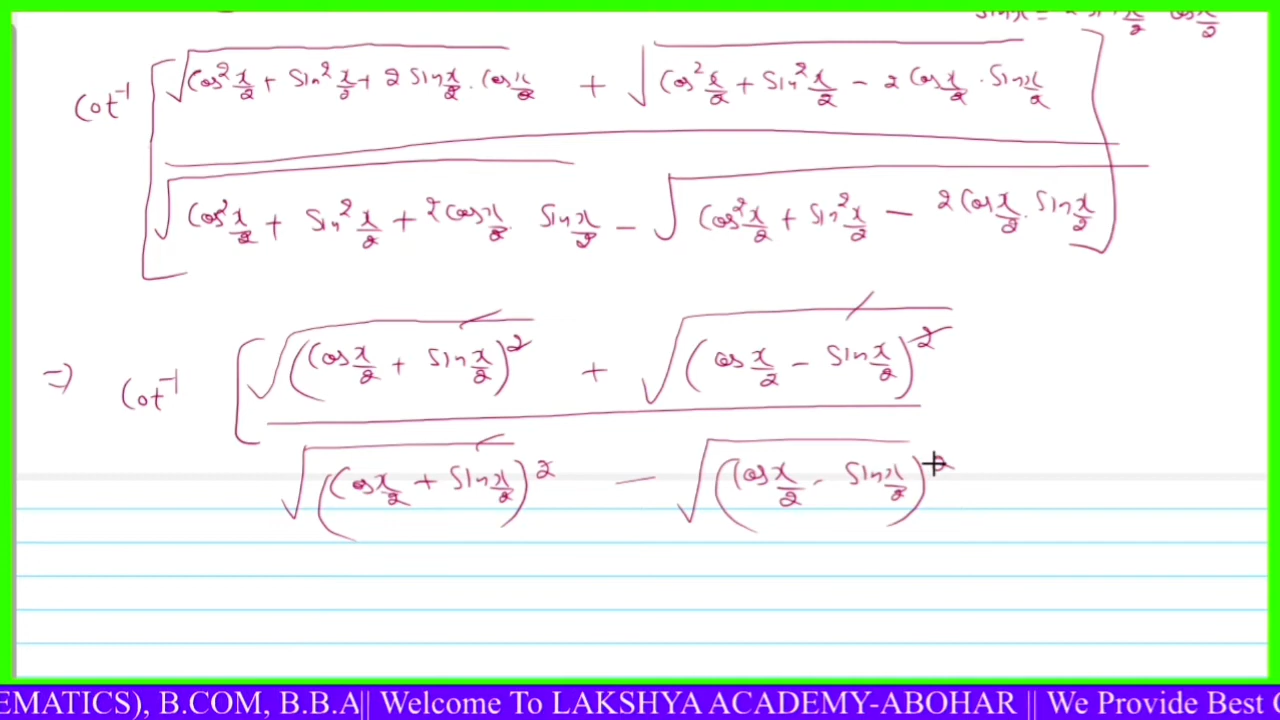 Sinx = 2 Sin x/2 Cos x/2
Cot⁻¹ [ √(Cos² x/2 + Sin² x/2 + 2 Sin x/2 . Cos x/2) + √(Cos² x/2 + Sin² x/2 − 2 Cos x/2 . Sin x/2)
√(Cos² x/2 + Sin² x/2 + 2 Cos x/2 . Sin x/2) − √(Cos² x/2 + Sin² x/2 − 2 Cos x/2 . Sin x/2) ]
⇒ Cot⁻¹ [ √(Cos x/2 + Sin x/2)² + √(Cos x/2 − Sin x/2)²
√(Cos x/2 + Sin x/2)² − √(Cos x/2 - Sin x/2)²
EMATICS), B.COM, B.B.A|| Welcome To LAKSHYA ACADEMY-ABOHAR || We Provide Best